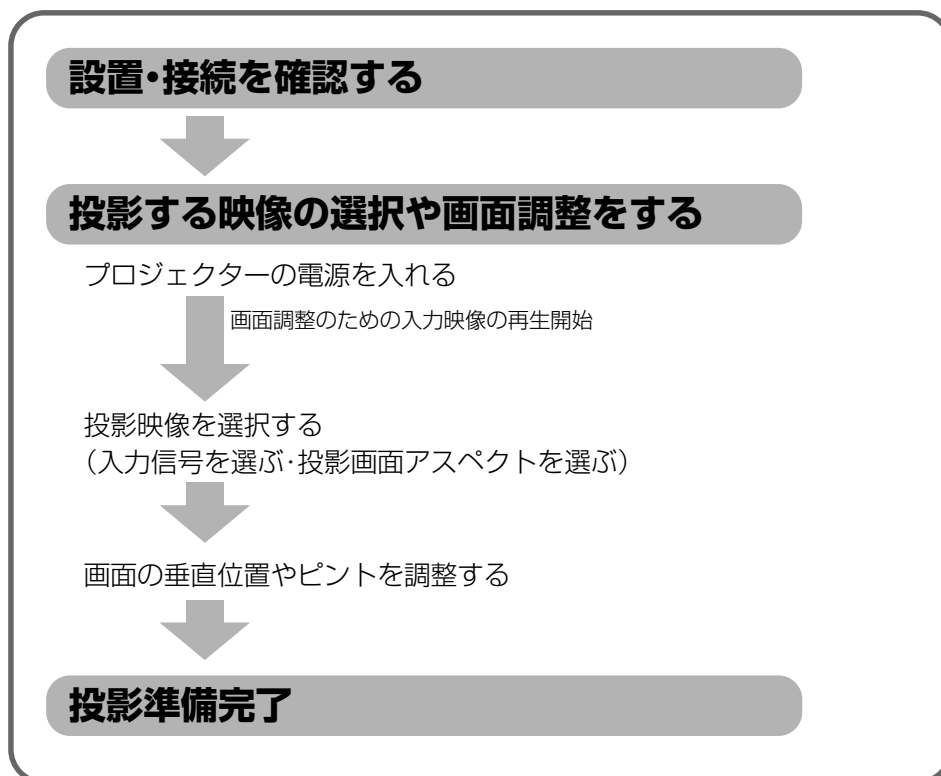 設置・接続を確認する
投影する映像の選択や画面調整をする
プロジェクターの電源を入れる
画面調整のための入力映像の再生開始
投影映像を選択する
（入力信号を選ぶ・投影画面アスペクトを選ぶ）
画面の垂直位置やピントを調整する
投影準備完了